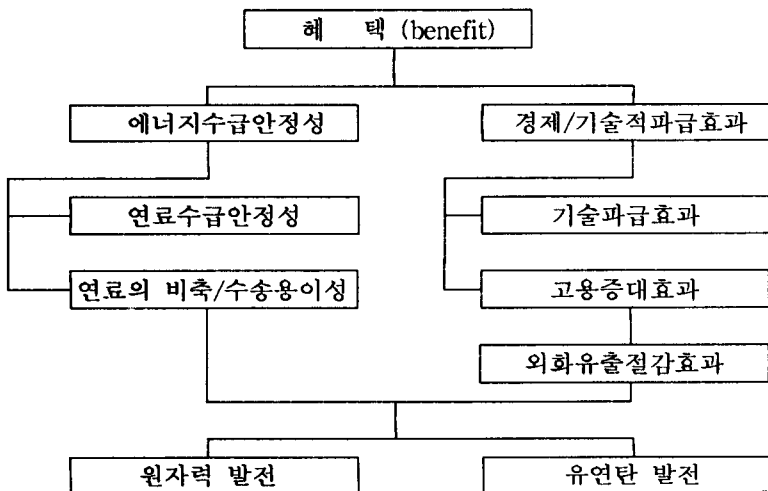 혜 택 (benefit)
에너지수급안정성
경제/기술적파급효과
연료수급안정성
기술파급효과
연료의 비축/수송용이성
고용증대효과
외화유출절감효과
원자력 발전
유연탄 발전